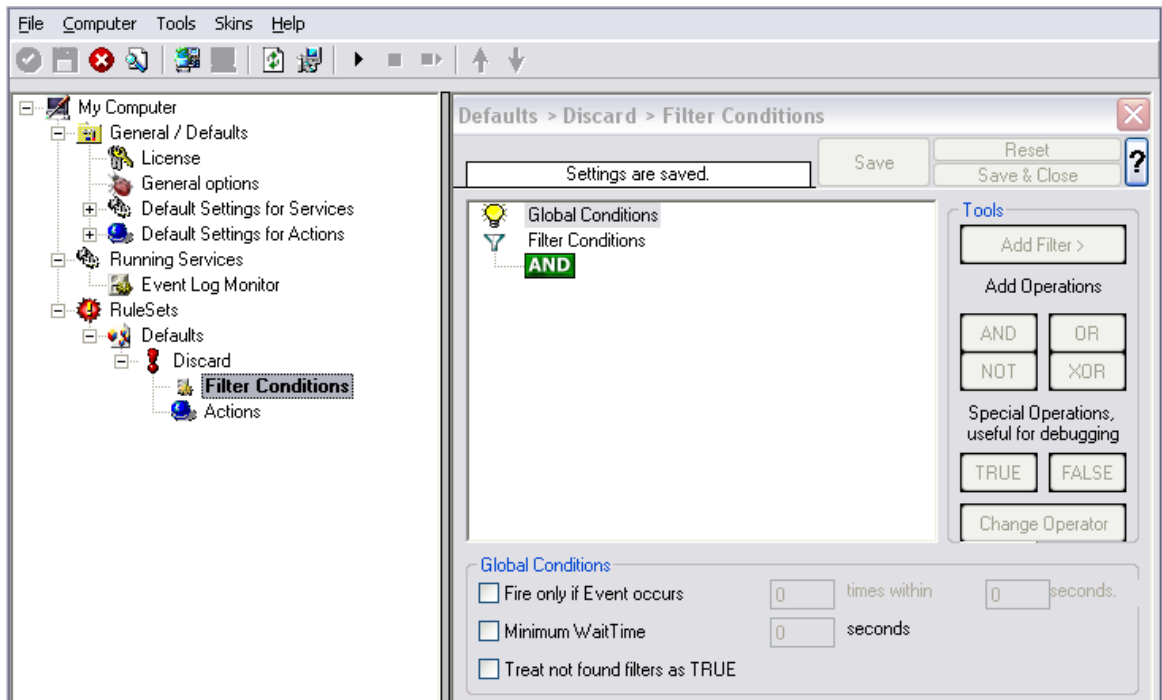 File Computer Tools Skins Help
My Computer
General / Defaults
License
General options
Default Settings for Services
Default Settings for Actions
Running Services
Event Log Monitor
RuleSets
Defaults
Discard
Filter Conditions
Actions
Defaults > Discard > Filter Conditions
Settings are saved.
Save
Reset
Save & Close
?
Global Conditions
Filter Conditions
AND
Tools
Add Filter >
Add Operations
AND OR
NOT XOR
Special Operations,
useful for debugging
TRUE FALSE
Change Operator
Global Conditions
Fire only if Event occurs 0 times within 0 seconds.
Minimum WaitTime 0 seconds
Treat not found filters as TRUE